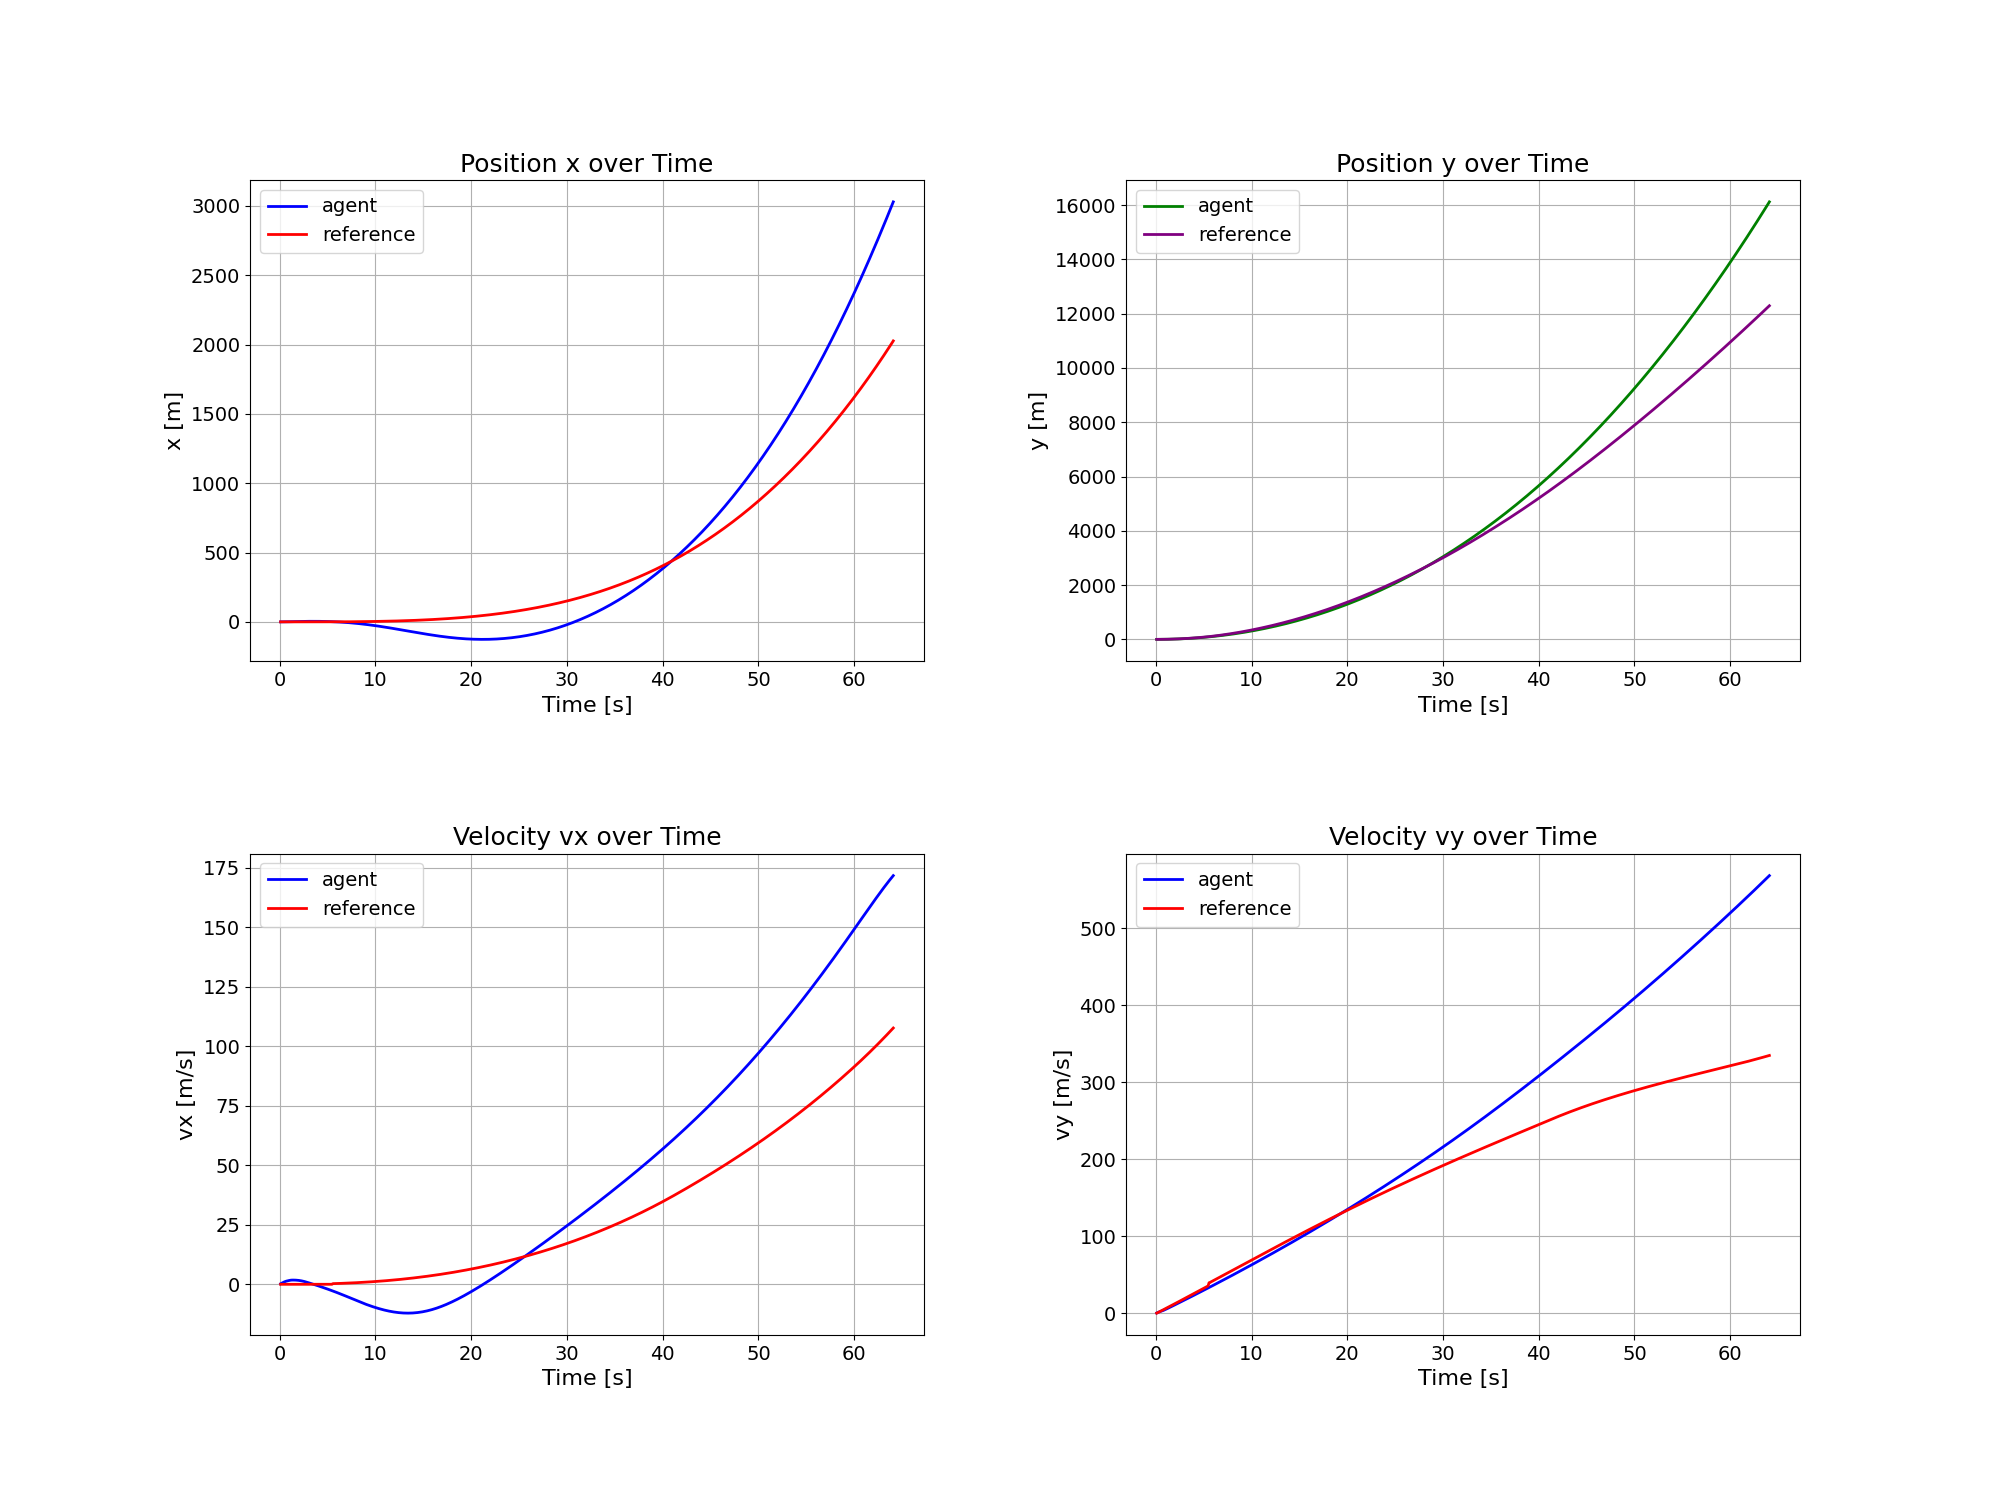 Position x over Time
agent
reference
3000
2500
2000
1500
1000
500
0
x [m]
0 10 20 30 40 50 60
Time [s]
Position y over Time
agent
reference
16000
14000
12000
10000
8000
6000
4000
2000
0
y [m]
0 10 20 30 40 50 60
Time [s]
Velocity vx over Time
agent
reference
175
150
125
100
75
50
25
0
vx [m/s]
0 10 20 30 40 50 60
Time [s]
Velocity vy over Time
agent
reference
500
400
300
200
100
0
vy [m/s]
0 10 20 30 40 50 60
Time [s]